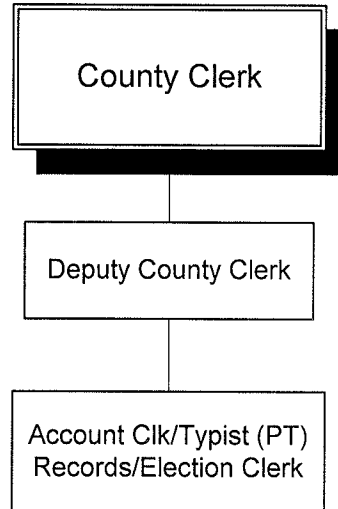 County Clerk
Deputy County Clerk
Account Clk/Typist (PT)
Records/Election Clerk